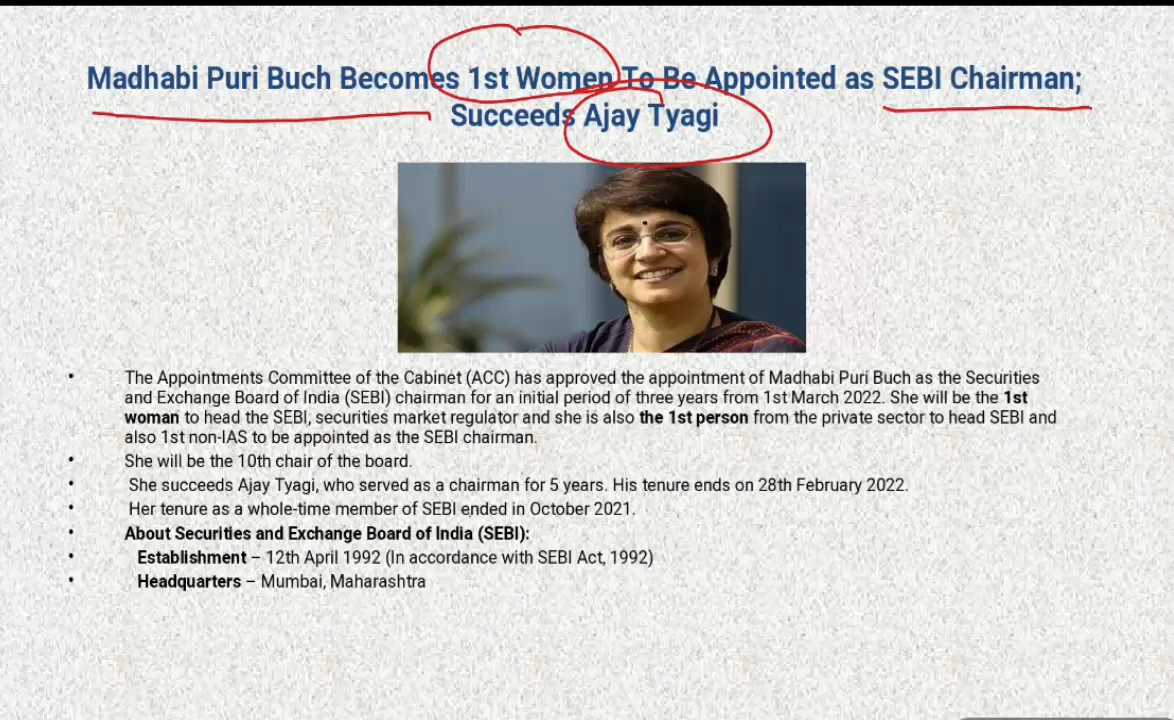 Madhabi Puri Buch Becomes 1st Women To Be Appointed as SEBI Chairman;
Succeeds Ajay Tyagi
• The Appointments Committee of the Cabinet (ACC) has approved the appointment of Madhabi Puri Buch as the Securities
and Exchange Board of India (SEBI) chairman for an initial period of three years from 1st March 2022. She will be the 1st
woman to head the SEBI, securities market regulator and she is also the 1st person from the private sector to head SEBI and
also 1st non-IAS to be appointed as the SEBI chairman.
• She will be the 10th chair of the board.
• She succeeds Ajay Tyagi, who served as a chairman for 5 years. His tenure ends on 28th February 2022.
• Her tenure as a whole-time member of SEBI ended in October 2021.
• About Securities and Exchange Board of India (SEBI):
• Establishment – 12th April 1992 (In accordance with SEBI Act, 1992)
• Headquarters – Mumbai, Maharashtra